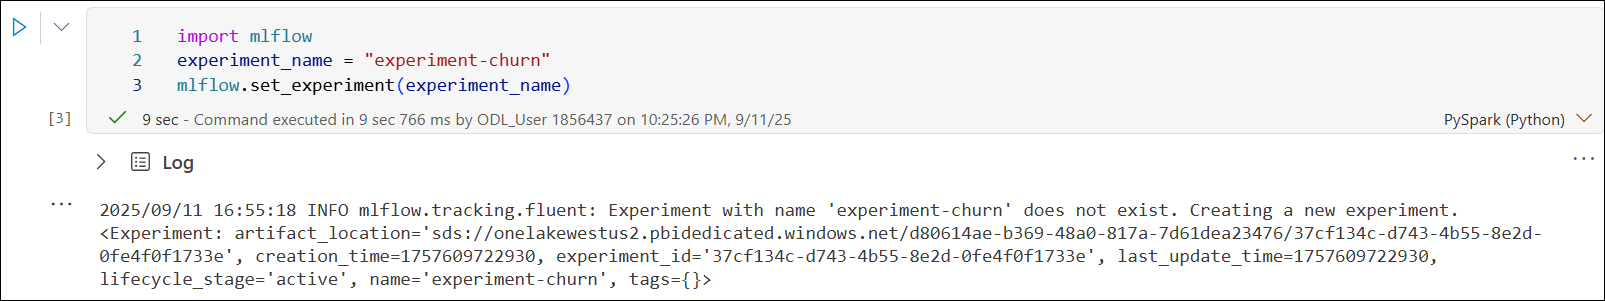 1 import mlflow
2 experiment_name = "experiment-churn"
3 mlflow.set_experiment(experiment_name)
[3] 9 sec - Command executed in 9 sec 766 ms by ODL_User 1856437 on 10:25:26 PM, 9/11/25 PySpark (Python)
Log
2025/09/11 16:55:18 INFO mlflow.tracking.fluent: Experiment with name 'experiment-churn' does not exist. Creating a new experiment.
<Experiment: artifact_location='sds://onelakewestus2.pbidedicated.windows.net/d80614ae-b369-48a0-817a-7d61dea23476/37cf134c-d743-4b55-8e2d-
0fe4f0f1733e', creation_time=1757609722930, experiment_id='37cf134c-d743-4b55-8e2d-0fe4f0f1733e', last_update_time=1757609722930,
lifecycle_stage='active', name='experiment-churn', tags={}>